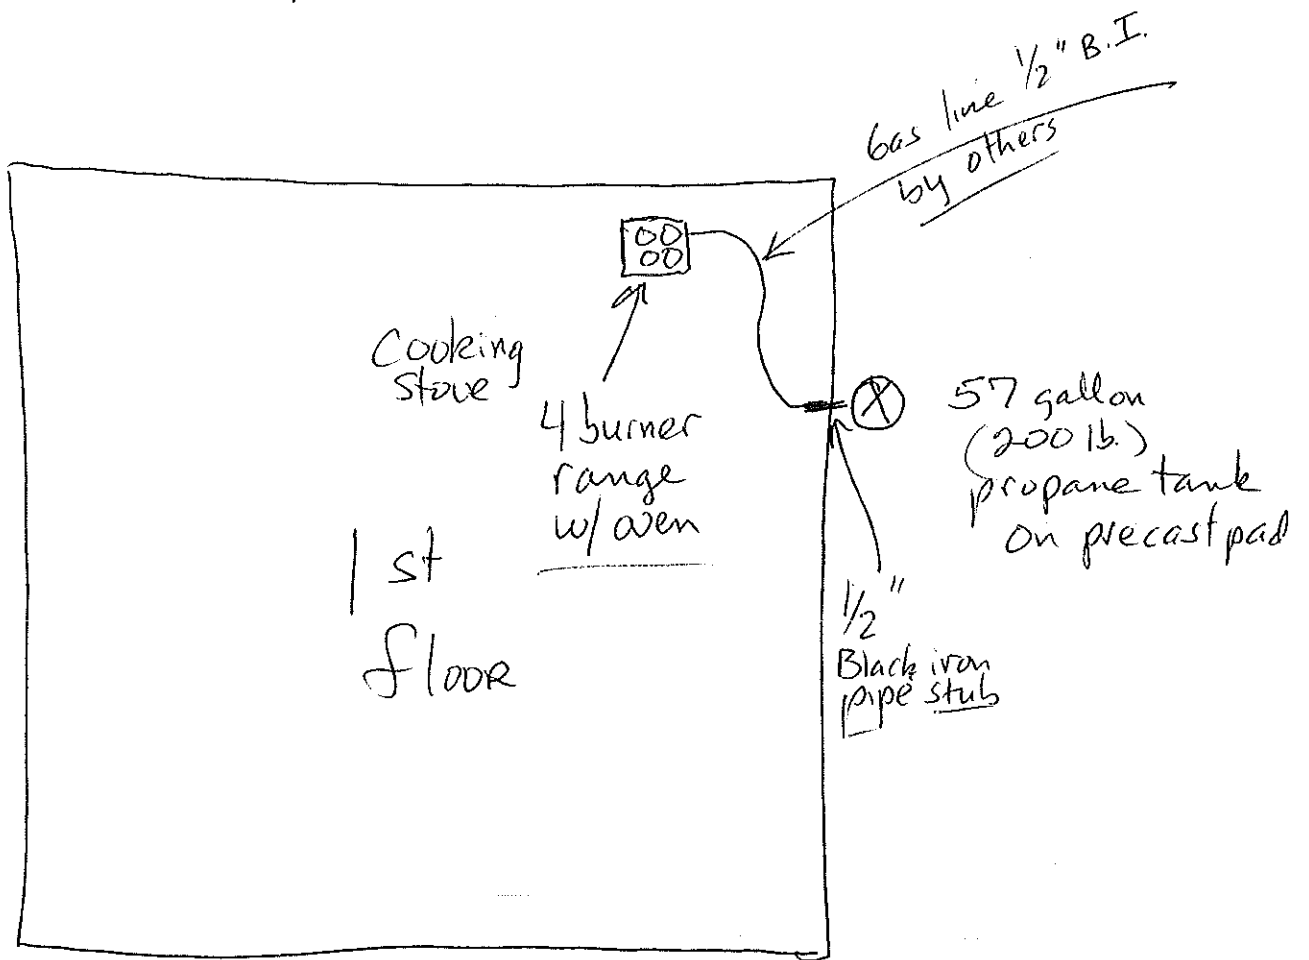 Gas line 1/2" B.I.
by others
Cooking
stove
4 burner
range
w/ oven
57 gallon
(200 lb.)
propane tank
on precast pad
1st
floor
1/2"
Black iron
pipe stub